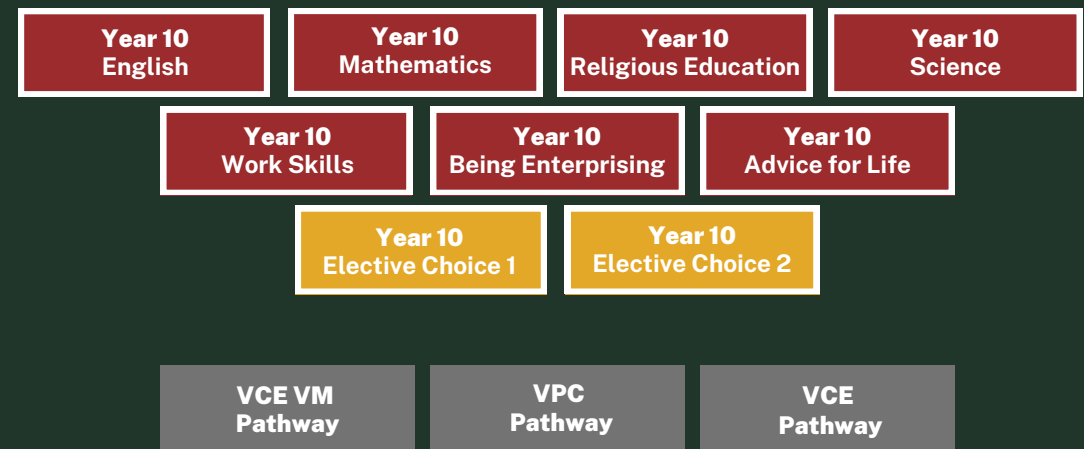 Year 10
English
Year 10
Mathematics
Year 10
Religious Education
Year 10
Science
Year 10
Work Skills
Year 10
Being Enterprising
Year 10
Advice for Life
Year 10
Elective Choice 1
Year 10
Elective Choice 2
VCE VM
Pathway
VPC
Pathway
VCE
Pathway